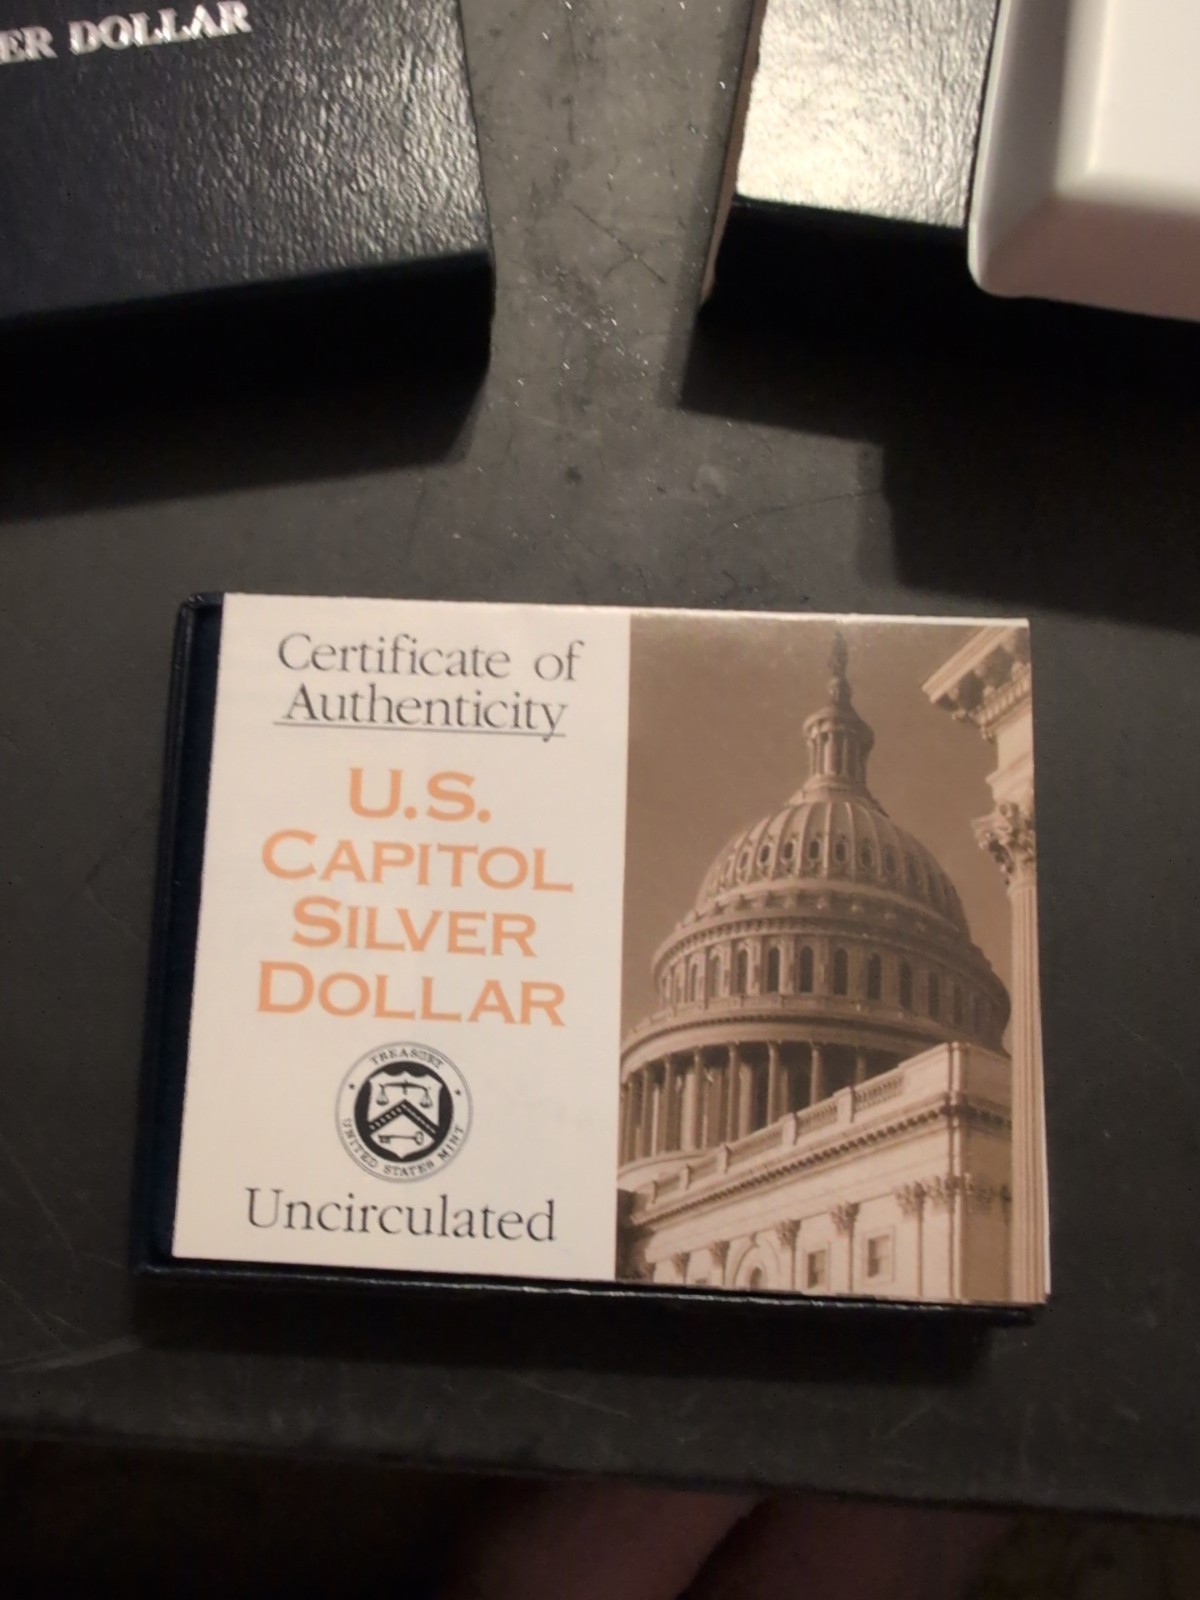 ER DOLLAR
Certificate of
Authenticity
U.S.
CAPITOL
SILVER
DOLLAR
TREASURY
UNITED STATES MINT
Uncirculated